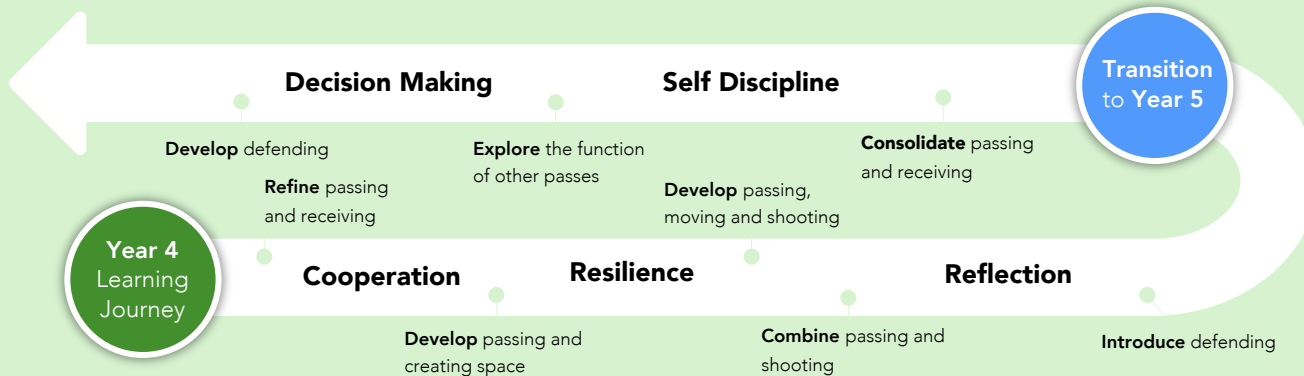 Decision Making
Self Discipline
Transition
to Year 5
Develop defending
Explore the function
of other passes
Consolidate passing
and receiving
Refine passing
and receiving
Develop passing,
moving and shooting
Year 4
Learning
Journey
Cooperation
Resilience
Reflection
Develop passing and
creating space
Combine passing and
shooting
Introduce defending